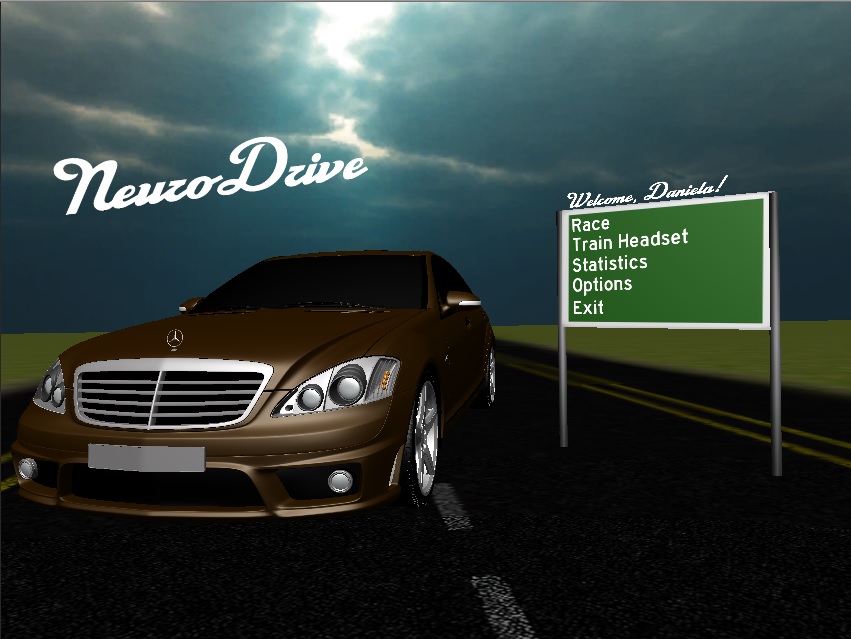 NeuroDrive
Welcome, Daniela!
Race
Train Headset
Statistics
Options
Exit